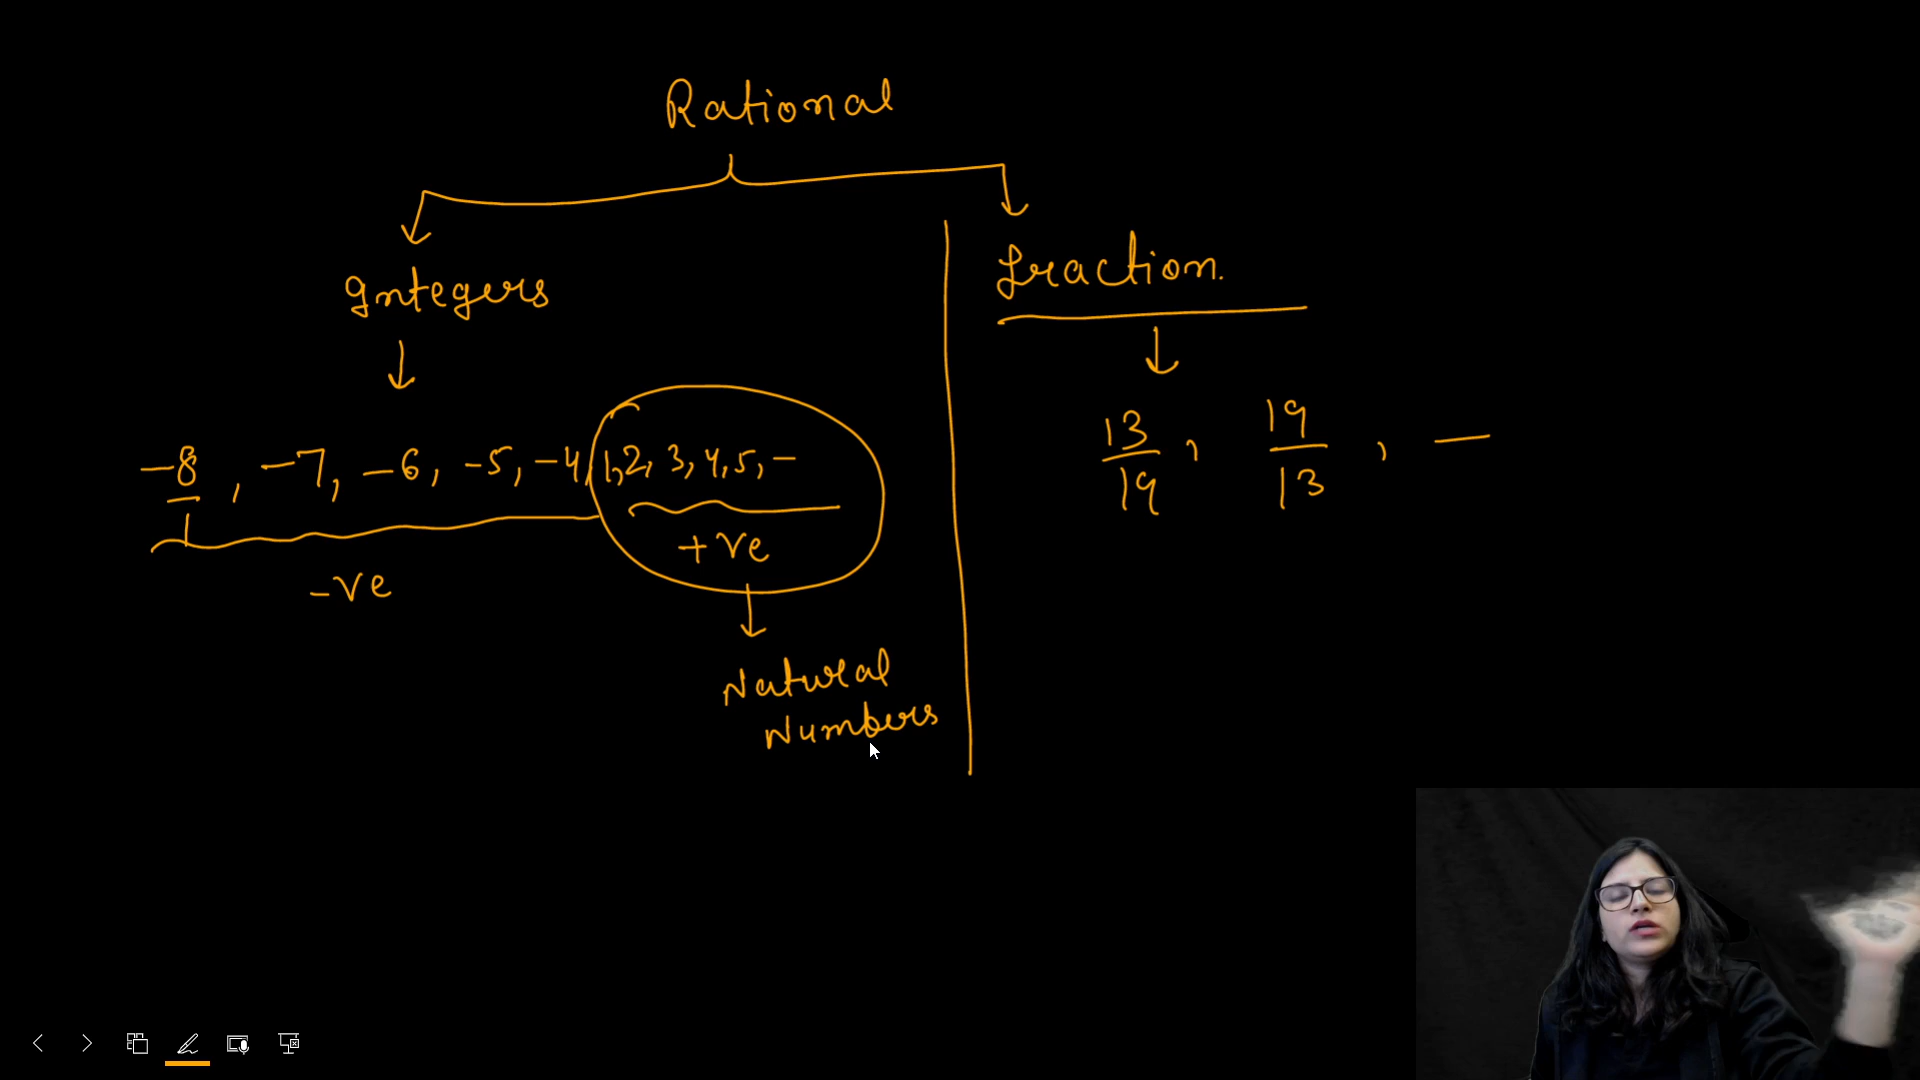 Rational
Integers
fraction.
-8, -7, -6, -5, -4, 1, 2, 3, 4, 5, -
13/19, 19/13, —
+ve
-ve
Natural
Numbers